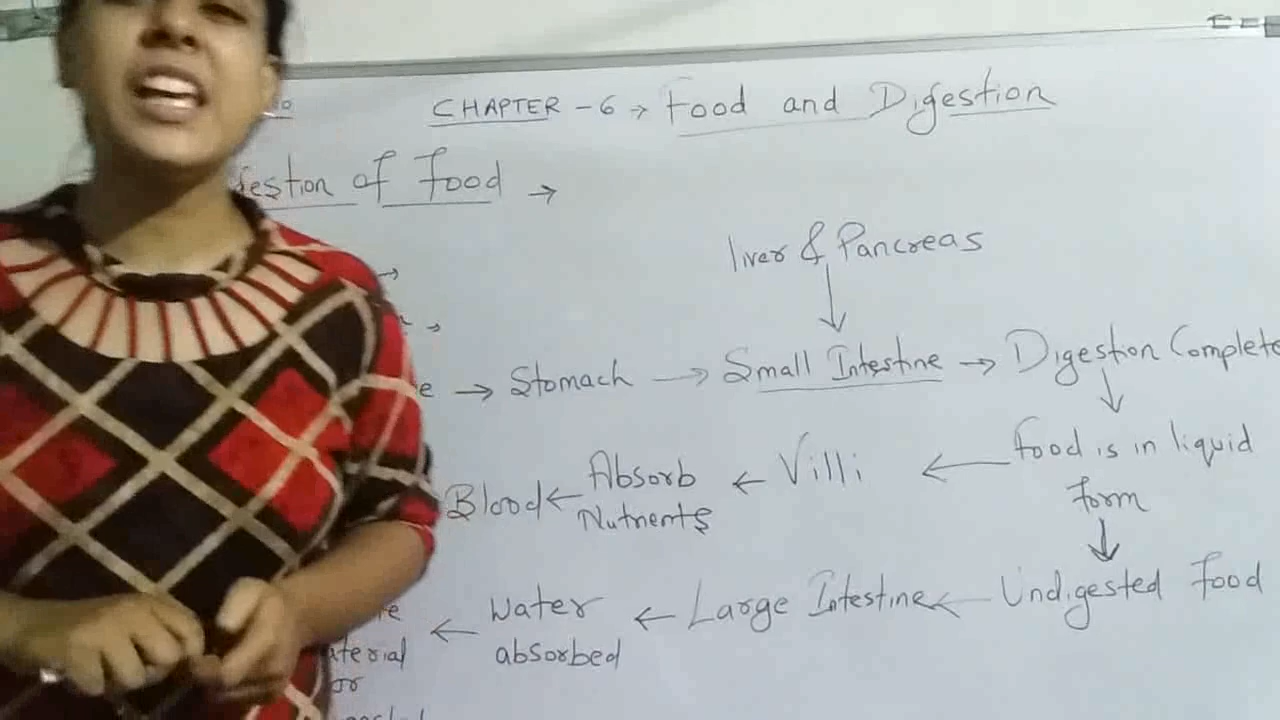 CHAPTER - 6 → Food and Digestion
of food →
liver & Pancreas
↓
→ Stomach → Small Intestine → Digestion Complete
↓
Blood ← Absorb Nutrients ← Villi ← Food is in liquid form
↓
water absorbed ← Large Intestine ← Undigested food
or